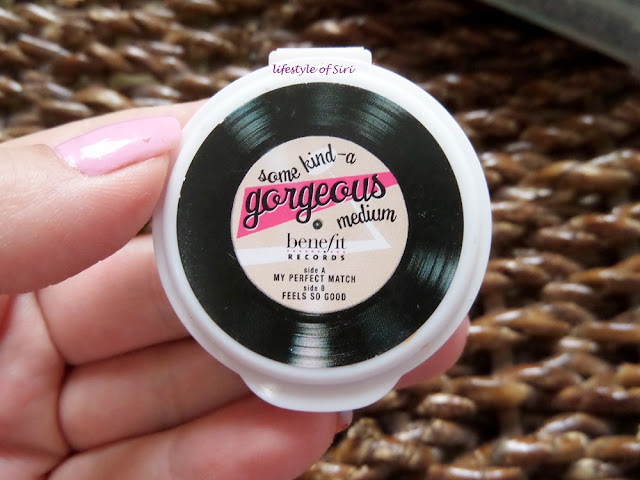 lifestyle of Siri
some kind-a
gorgeous
medium
benefit
RECORDS
side A
MY PERFECT MATCH
side B
FEELS SO GOOD